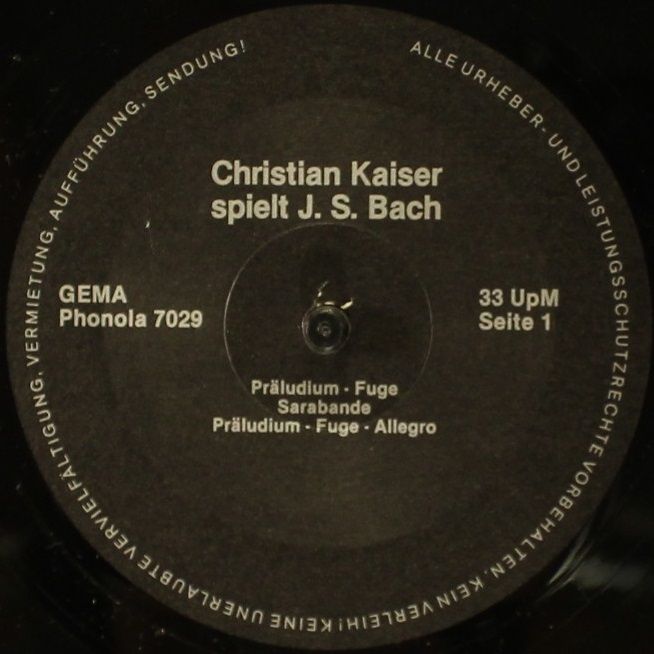 ALLE URHEBER- UND LEISTUNGSSCHUTZRECHTE VORBEHALTEN. KEIN VERLEIH! KEINE UNERLAUBTE VERVIELFÄLTIGUNG, VERMIETUNG, AUFFÜHRUNG, SENDUNG!
Christian Kaiser
spielt J. S. Bach
GEMA
Phonola 7029
33 UpM
Seite 1
Präludium - Fuge
Sarabande
Präludium - Fuge - Allegro